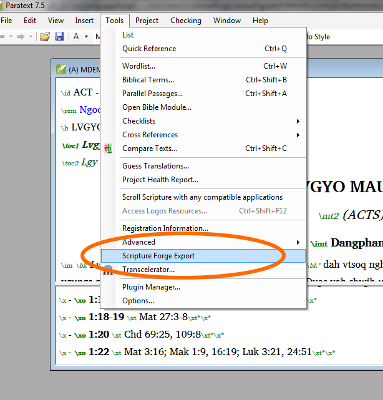 Paratext 7.5
File Edit View Insert Tools Project Checking Window Help
List
Quick Reference Ctrl+Q
Wordlist... Ctrl+W
Biblical Terms... Ctrl+Shift+B
Parallel Passages... Ctrl+Shift+A
Open Bible Module...
Checklists
Cross References
Compare Texts... Ctrl+Shift+C
Guess Translations...
Project Health Report...
Scroll Scripture with any compatible applications
Access Logos Resources... Ctrl+Shift+F12
Registration Information...
Advanced
Scripture Forge Export
Transcelerator...
Plugin Manager...
Options...
A
Style
(A) MDEM
\id ACT -
\rem
\h LVGYO
\toc1 Lvg
\toc2 Lgy
VGYO MAU
\mt2 (ACTS)
\imt Dangphan
\im
dah vtsoq ngh
\x - \xo
\x - \xo 1:18-19 \xt Mat 27:3-8\xt*\x*
\x - \xo 1:20 \xt Chd 69:25, 109:8\xt*\x*
\x - \xo 1:22 \xt Mat 3:16; Mak 1:9, 16:19; Luk 3:21, 24:51\xt*\x*